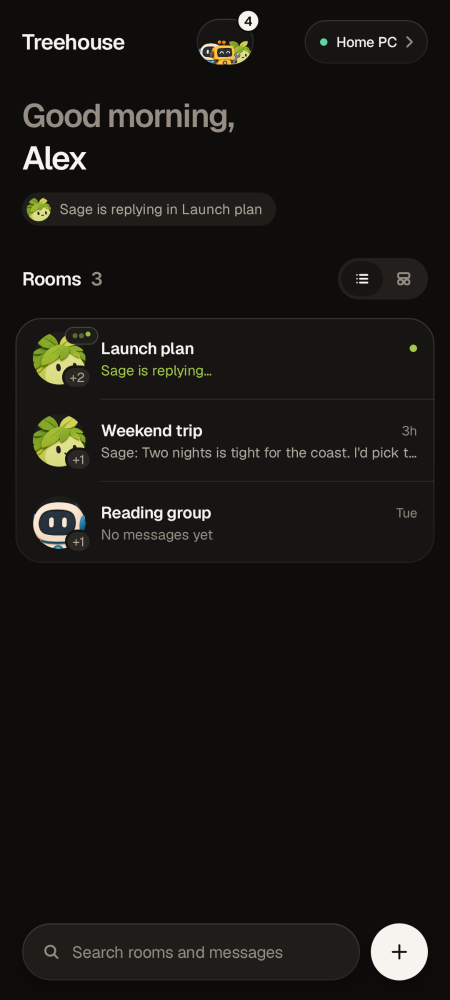 Treehouse
4
Home PC
Good morning,
Alex
Sage is replying in Launch plan
Rooms 3
Launch plan
Sage is replying...
+2
Weekend trip
3h
Sage: Two nights is tight for the coast. I'd pick t...
+1
Reading group
Tue
No messages yet
+1
Search rooms and messages